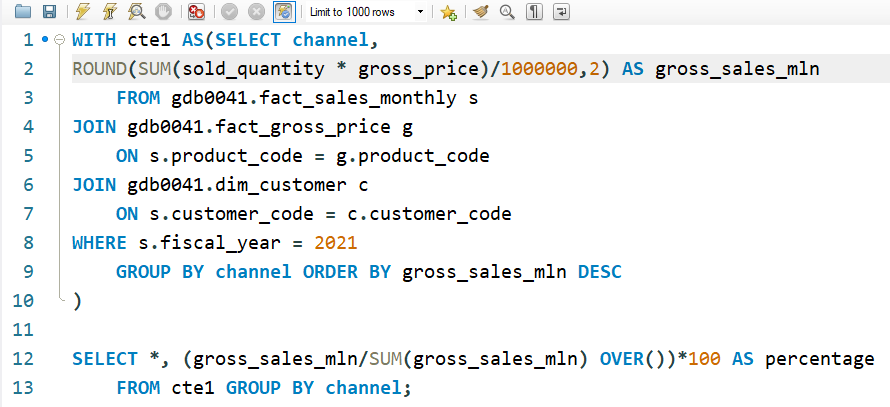 Limit to 1000 rows
1 WITH cte1 AS(SELECT channel,
2 ROUND(SUM(sold_quantity * gross_price)/1000000,2) AS gross_sales_mln
3     FROM gdb0041.fact_sales_monthly s
4 JOIN gdb0041.fact_gross_price g
5     ON s.product_code = g.product_code
6 JOIN gdb0041.dim_customer c
7     ON s.customer_code = c.customer_code
8 WHERE s.fiscal_year = 2021
9     GROUP BY channel ORDER BY gross_sales_mln DESC
10 )
11
12 SELECT *, (gross_sales_mln/SUM(gross_sales_mln) OVER())*100 AS percentage
13     FROM cte1 GROUP BY channel;